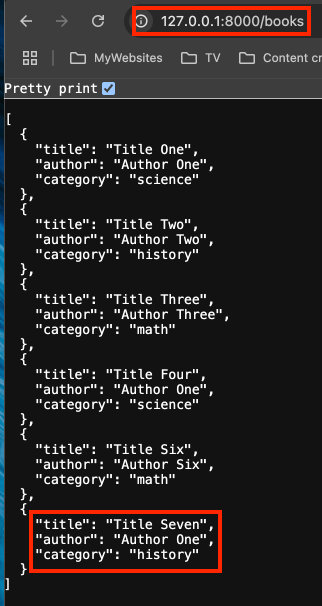 127.0.0.1:8000/books
MyWebsites TV Content cr
Pretty print
[
  {
    "title": "Title One",
    "author": "Author One",
    "category": "science"
  },
  {
    "title": "Title Two",
    "author": "Author Two",
    "category": "history"
  },
  {
    "title": "Title Three",
    "author": "Author Three",
    "category": "math"
  },
  {
    "title": "Title Four",
    "author": "Author One",
    "category": "science"
  },
  {
    "title": "Title Six",
    "author": "Author Six",
    "category": "math"
  },
  {
    "title": "Title Seven",
    "author": "Author One",
    "category": "history"
  }
]